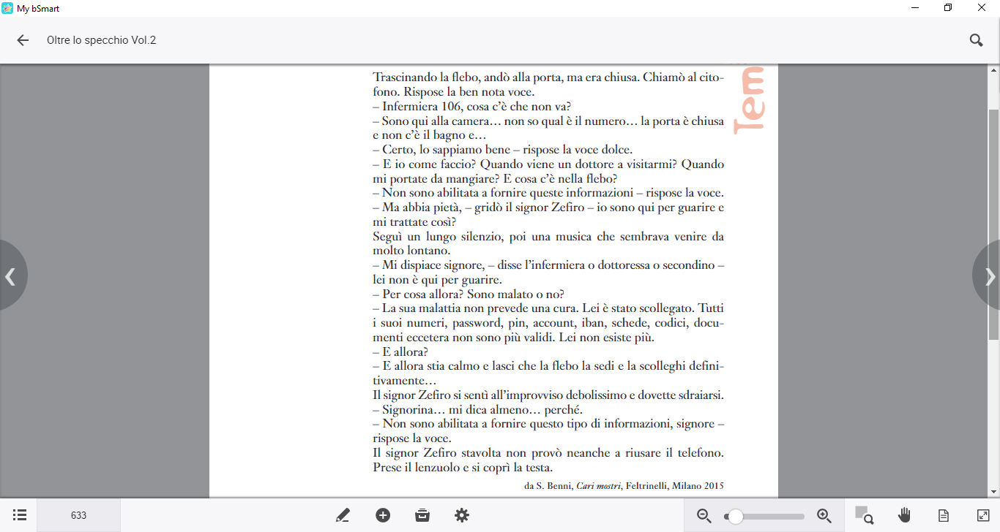 My bSmart
Oltre lo specchio Vol.2
Tem
Trascinando la flebo, andò alla porta, ma era chiusa. Chiamò al cito-
fono. Rispose la ben nota voce.
– Infermiera 106, cosa c'è che non va?
– Sono qui alla camera… non so qual è il numero… la porta è chiusa
e non c'è il bagno e…
– Certo, lo sappiamo bene – rispose la voce dolce.
– E io come faccio? Quando viene un dottore a visitarmi? Quando
mi portate da mangiare? E cosa c'è nella flebo?
– Non sono abilitata a fornire queste informazioni – rispose la voce.
– Ma abbia pietà, – gridò il signor Zefiro – io sono qui per guarire e
mi trattate così?
Seguì un lungo silenzio, poi una musica che sembrava venire da
molto lontano.
– Mi dispiace signore, – disse l'infermiera o dottoressa o secondino –
lei non è qui per guarire.
– Per cosa allora? Sono malato o no?
– La sua malattia non prevede una cura. Lei è stato scollegato. Tutti
i suoi numeri, password, pin, account, iban, schede, codici, docu-
menti eccetera non sono più validi. Lei non esiste più.
– E allora?
– E allora stia calmo e lasci che la flebo la sedi e la scolleghi defini-
tivamente…
Il signor Zefiro si sentì all'improvviso debolissimo e dovette sdraiarsi.
– Signorina… mi dica almeno… perché.
– Non sono abilitata a fornire questo tipo di informazioni, signore –
rispose la voce.
Il signor Zefiro stavolta non provò neanche a riusare il telefono.
Prese il lenzuolo e si coprì la testa.
da S. Benni, Cari mostri, Feltrinelli, Milano 2015
633